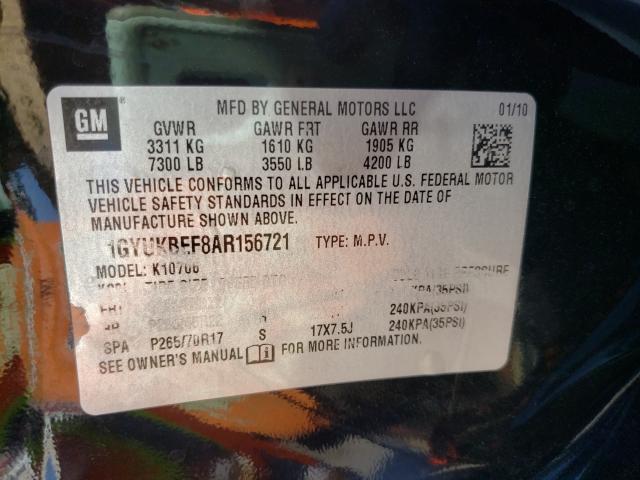 GM ®
MFD BY GENERAL MOTORS LLC 01/10
GVWR GAWR FRT GAWR RR
3311 KG 1610 KG 1905 KG
7300 LB 3550 LB 4200 LB
THIS VEHICLE CONFORMS TO ALL APPLICABLE U.S. FEDERAL MOTOR
VEHICLE SAFETY STANDARDS IN EFFECT ON THE DATE OF
MANUFACTURE SHOWN ABOVE.
1GYUKBEF8AR156721 TYPE: M.P.V.
MODEL: K10706
PRESSURE
KPA(35PSI)
240KPA(35PSI)
SPA P265/70R17 S 17X7.5J 240KPA(35PSI)
SEE OWNER'S MANUAL FOR MORE INFORMATION.